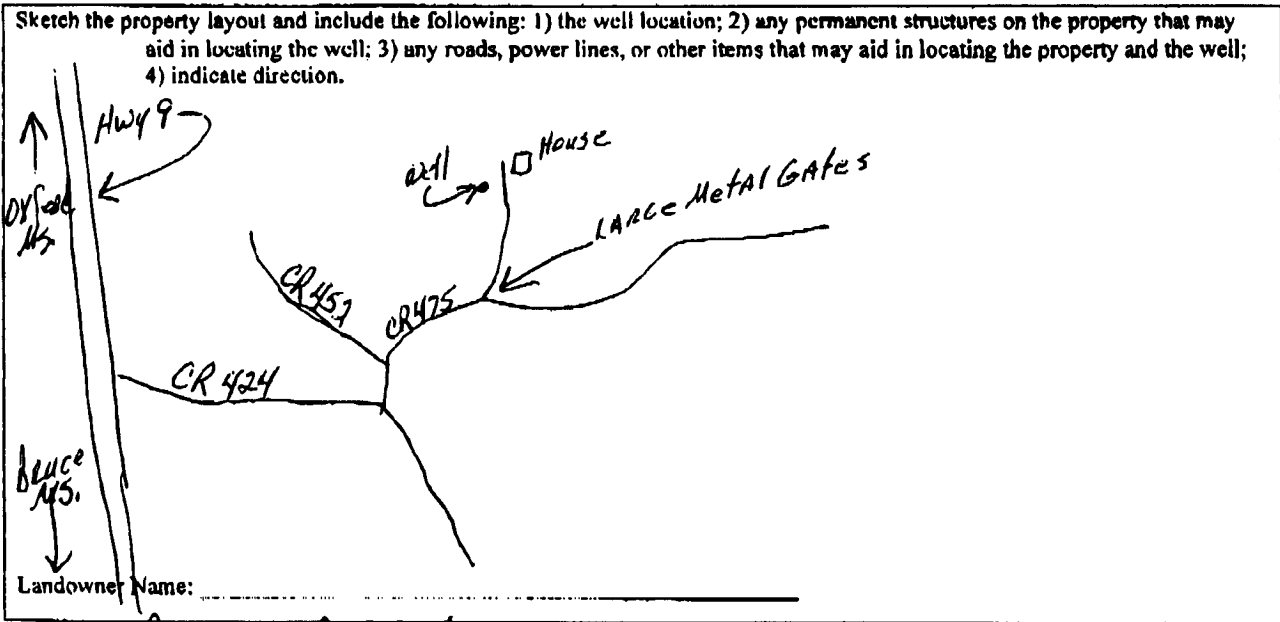 Sketch the property layout and include the following: 1) the well location; 2) any permanent structures on the property that may
aid in locating the well; 3) any roads, power lines, or other items that may aid in locating the property and the well;
4) indicate direction.
Hwy 9
House
well
LARGE MetAl GAtes
Oxford
Ms.
CR 457
CR 475
CR 424
Bruce
MS.
Landowner Name: